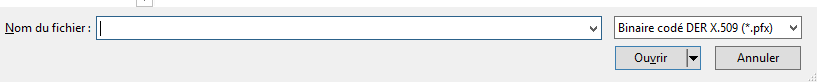 Nom du fichier :
Binaire codé DER X.509 (*.pfx)
Ouvrir
Annuler